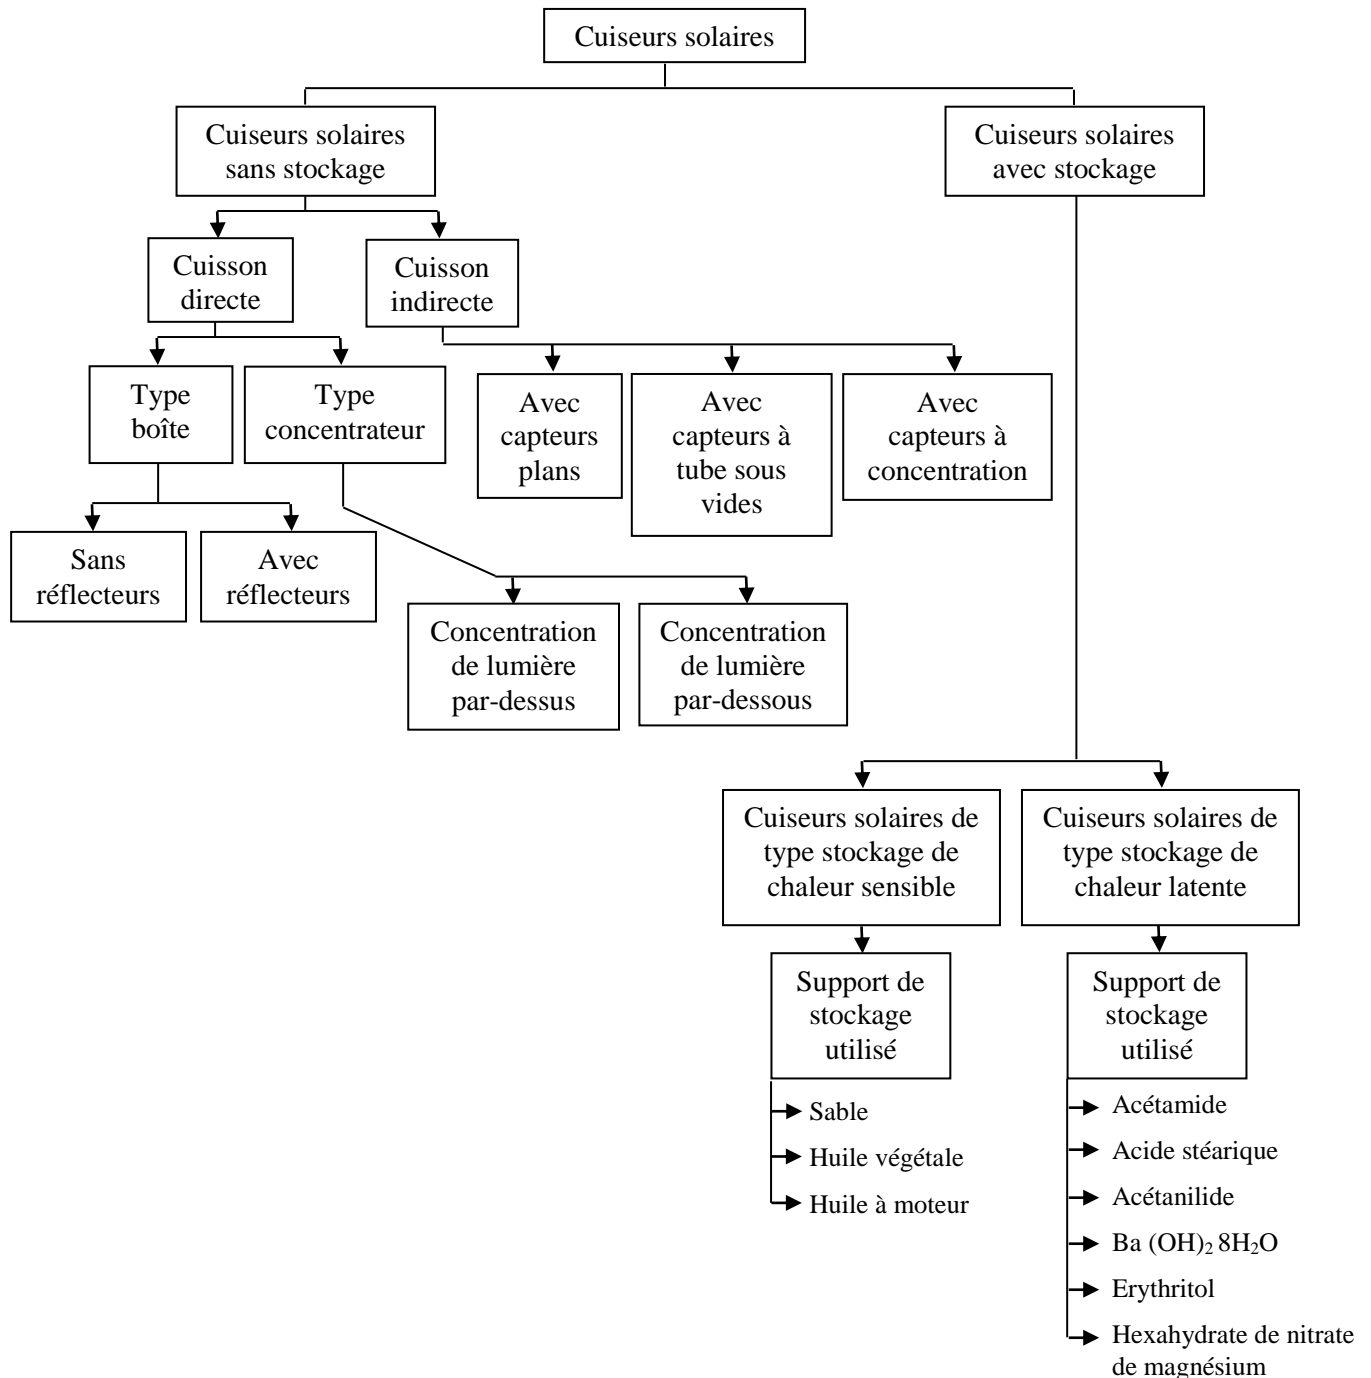 Cuiseurs solaires
Cuiseurs solaires
sans stockage
Cuiseurs solaires
avec stockage
Cuisson
directe
Cuisson
indirecte
Type
boîte
Type
concentrateur
Avec
capteurs
plans
Avec
capteurs à
tube sous
vides
Avec
capteurs à
concentration
Sans
réflecteurs
Avec
réflecteurs
Concentration
de lumière
par-dessus
Concentration
de lumière
par-dessous
Cuiseurs solaires de
type stockage de
chaleur sensible
Cuiseurs solaires de
type stockage de
chaleur latente
Support de
stockage
utilisé
Support de
stockage
utilisé
Sable
Huile végétale
Huile à moteur
Acétamide
Acide stéarique
Acétanilide
Ba (OH)₂ 8H₂O
Erythritol
Hexahydrate de nitrate
de magnésium